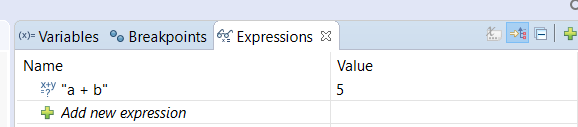 (x)= Variables Breakpoints Expressions
Name Value
x+y =? "a + b" 5
Add new expression